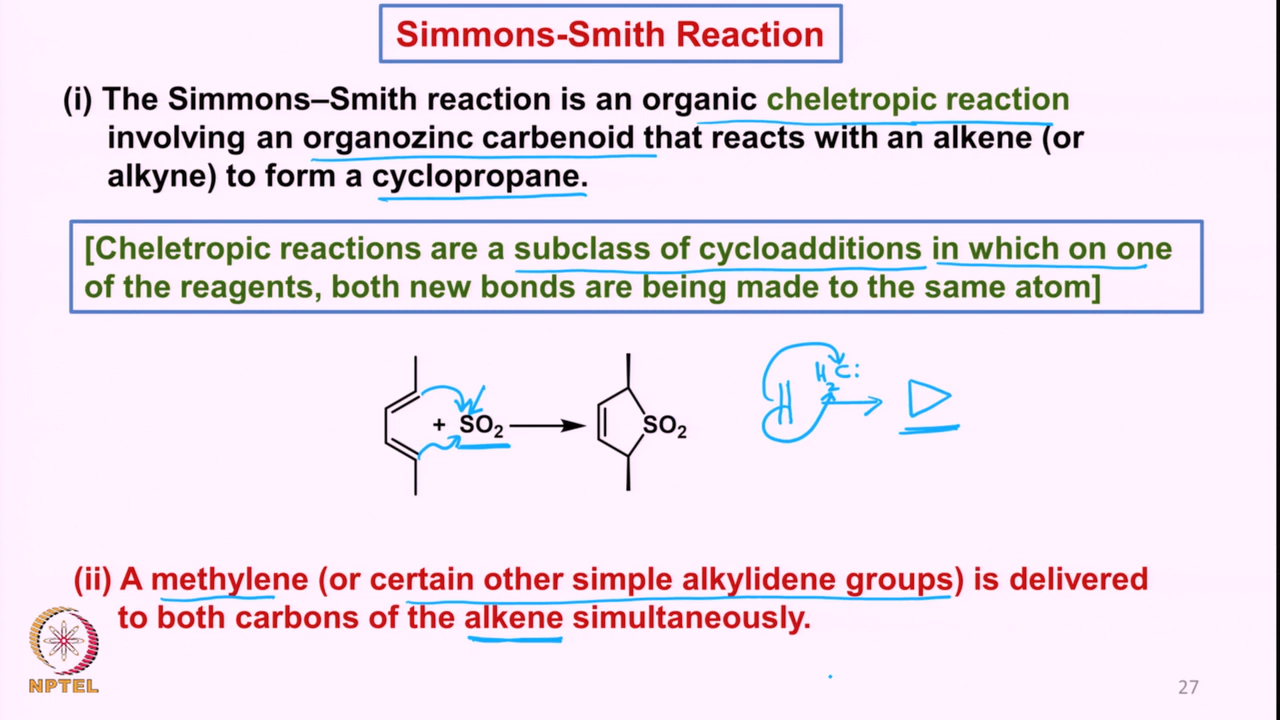 Simmons-Smith Reaction
(i) The Simmons–Smith reaction is an organic cheletropic reaction
involving an organozinc carbenoid that reacts with an alkene (or
alkyne) to form a cyclopropane.
[Cheletropic reactions are a subclass of cycloadditions in which on one
of the reagents, both new bonds are being made to the same atom]
+ SO2
SO2
H2C:
(ii) A methylene (or certain other simple alkylidene groups) is delivered
to both carbons of the alkene simultaneously.
NPTEL
27